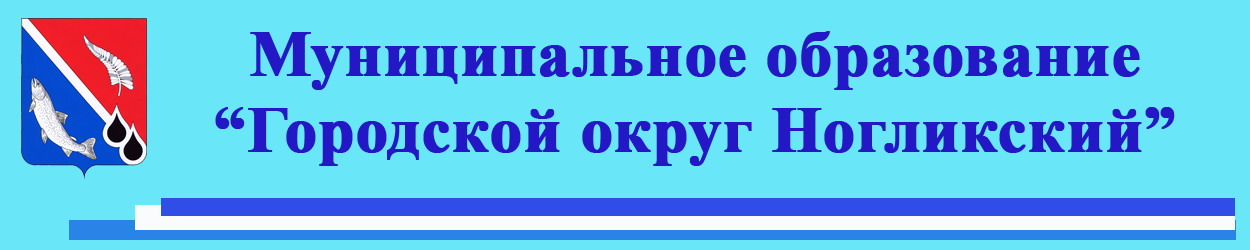 Муниципальное образование
“Городской округ Ногликский”